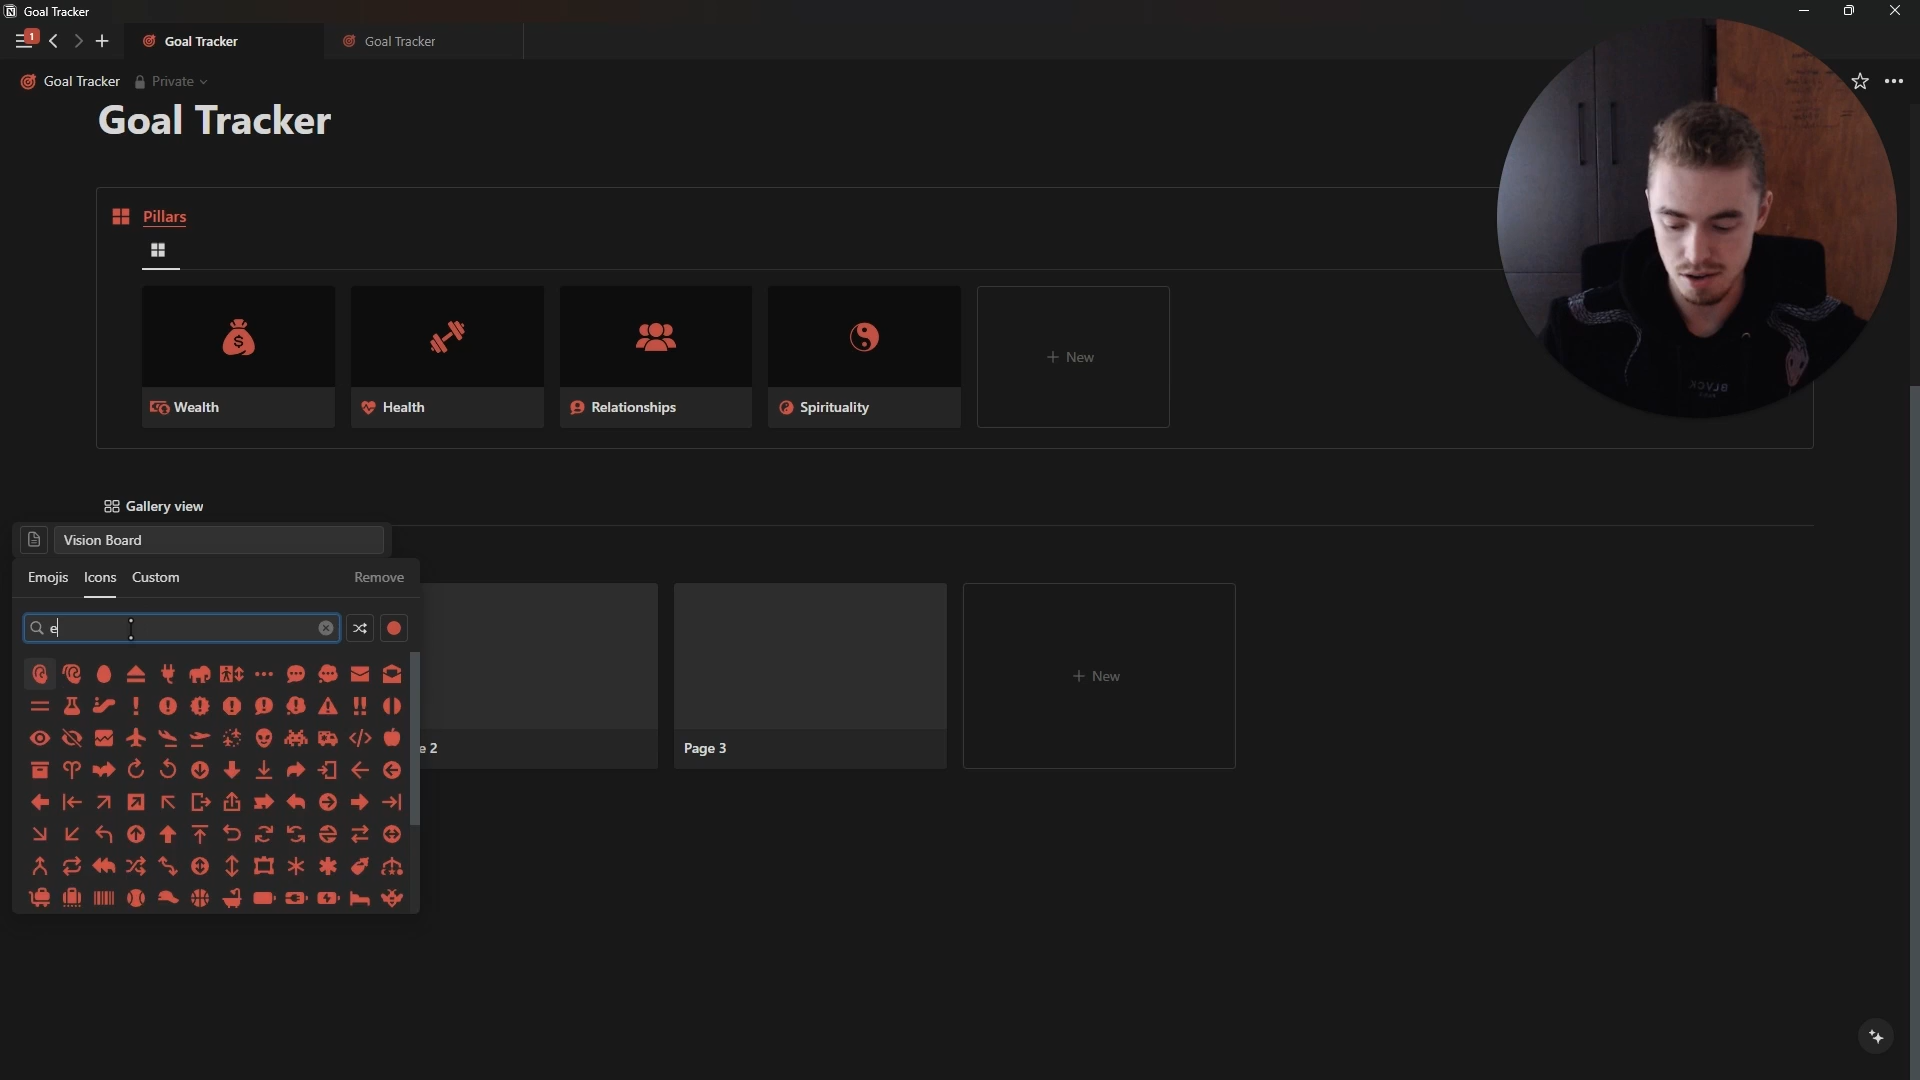 Goal Tracker
1
Goal Tracker
Goal Tracker
Goal Tracker
Private
Goal Tracker
Pillars
Wealth
Health
Relationships
Spirituality
+ New
Gallery view
Vision Board
Emojis
Icons
Custom
Remove
e
e 2
Page 3
+ New